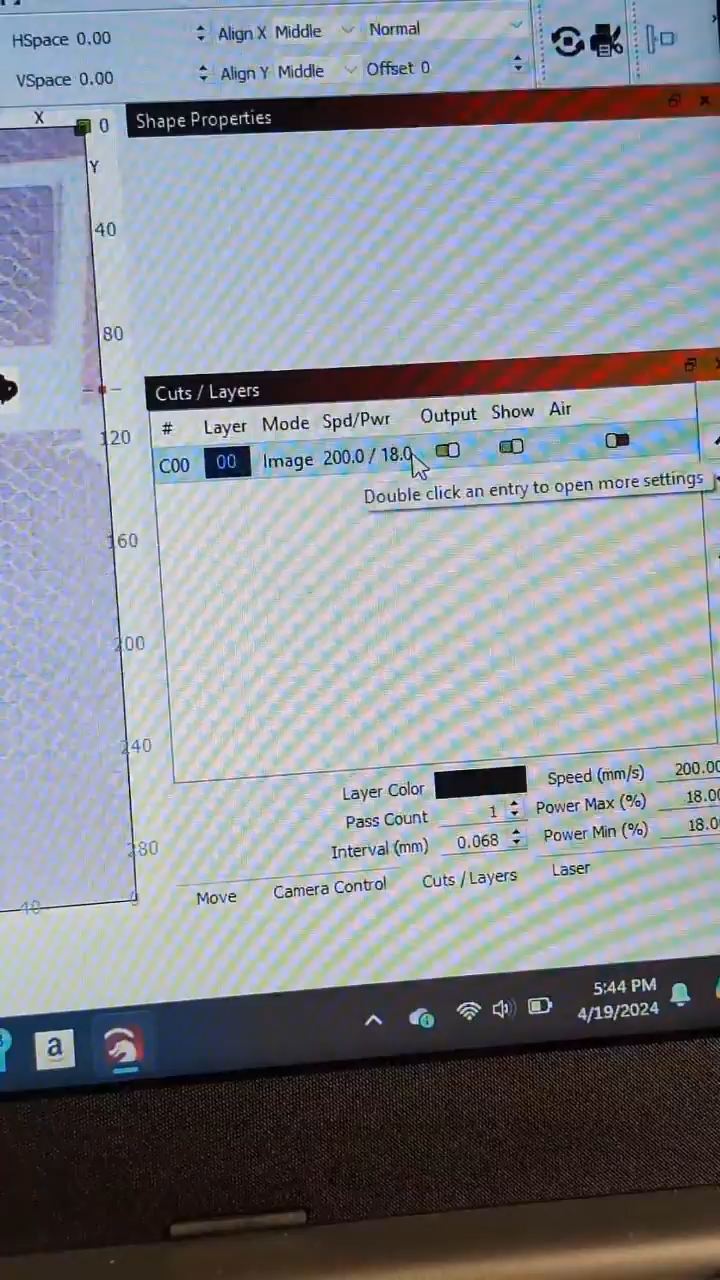 HSpace 0.00 Align X Middle Normal
VSpace 0.00 Align Y Middle Offset 0
X
0
Shape Properties
Y
40
80
Cuts / Layers
120
# Layer Mode Spd/Pwr Output Show Air
C00 00 Image 200.0 / 18.0
Double click an entry to open more settings
160
200
240
Layer Color Speed (mm/s) 200.00
Pass Count 1 Power Max (%) 18.00
Interval (mm) 0.068 Power Min (%) 18.0
280
Move Camera Control Cuts / Layers Laser
40
0
5:44 PM
4/19/2024
a